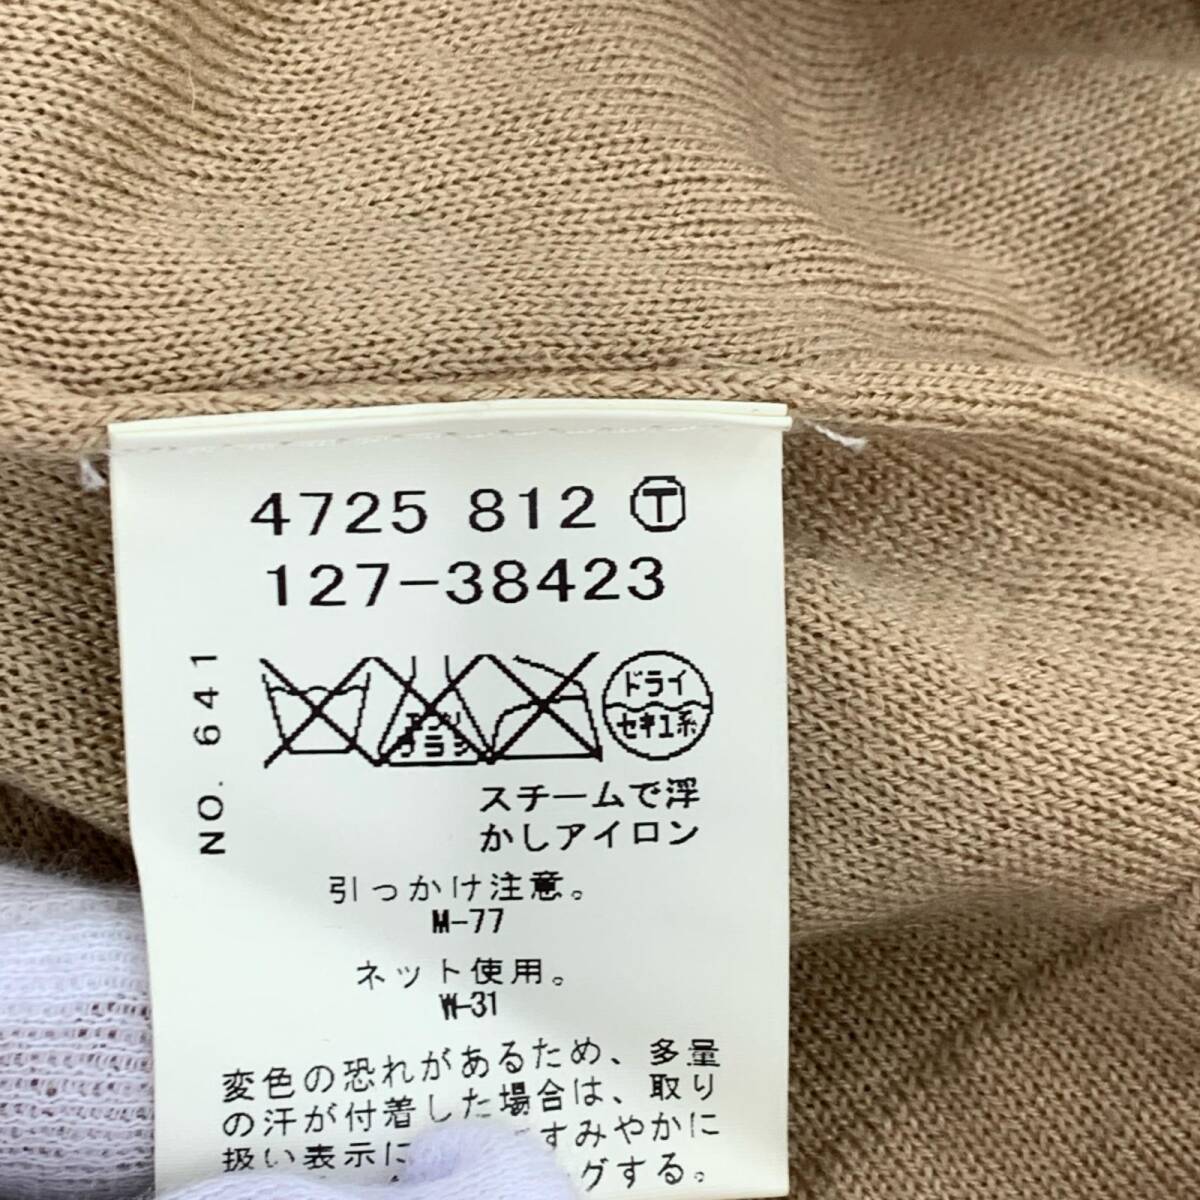 4725 812 Ⓣ
127-38423
NO. 641
エンソ
ブラシ
ドライ
セキユ系
スチームで浮
かしアイロン
引っかけ注意。
M-77
ネット使用。
W-31
変色の恐れがあるため、多量
の汗が付着した場合は、取り
扱い表示に すみやかに
グする。